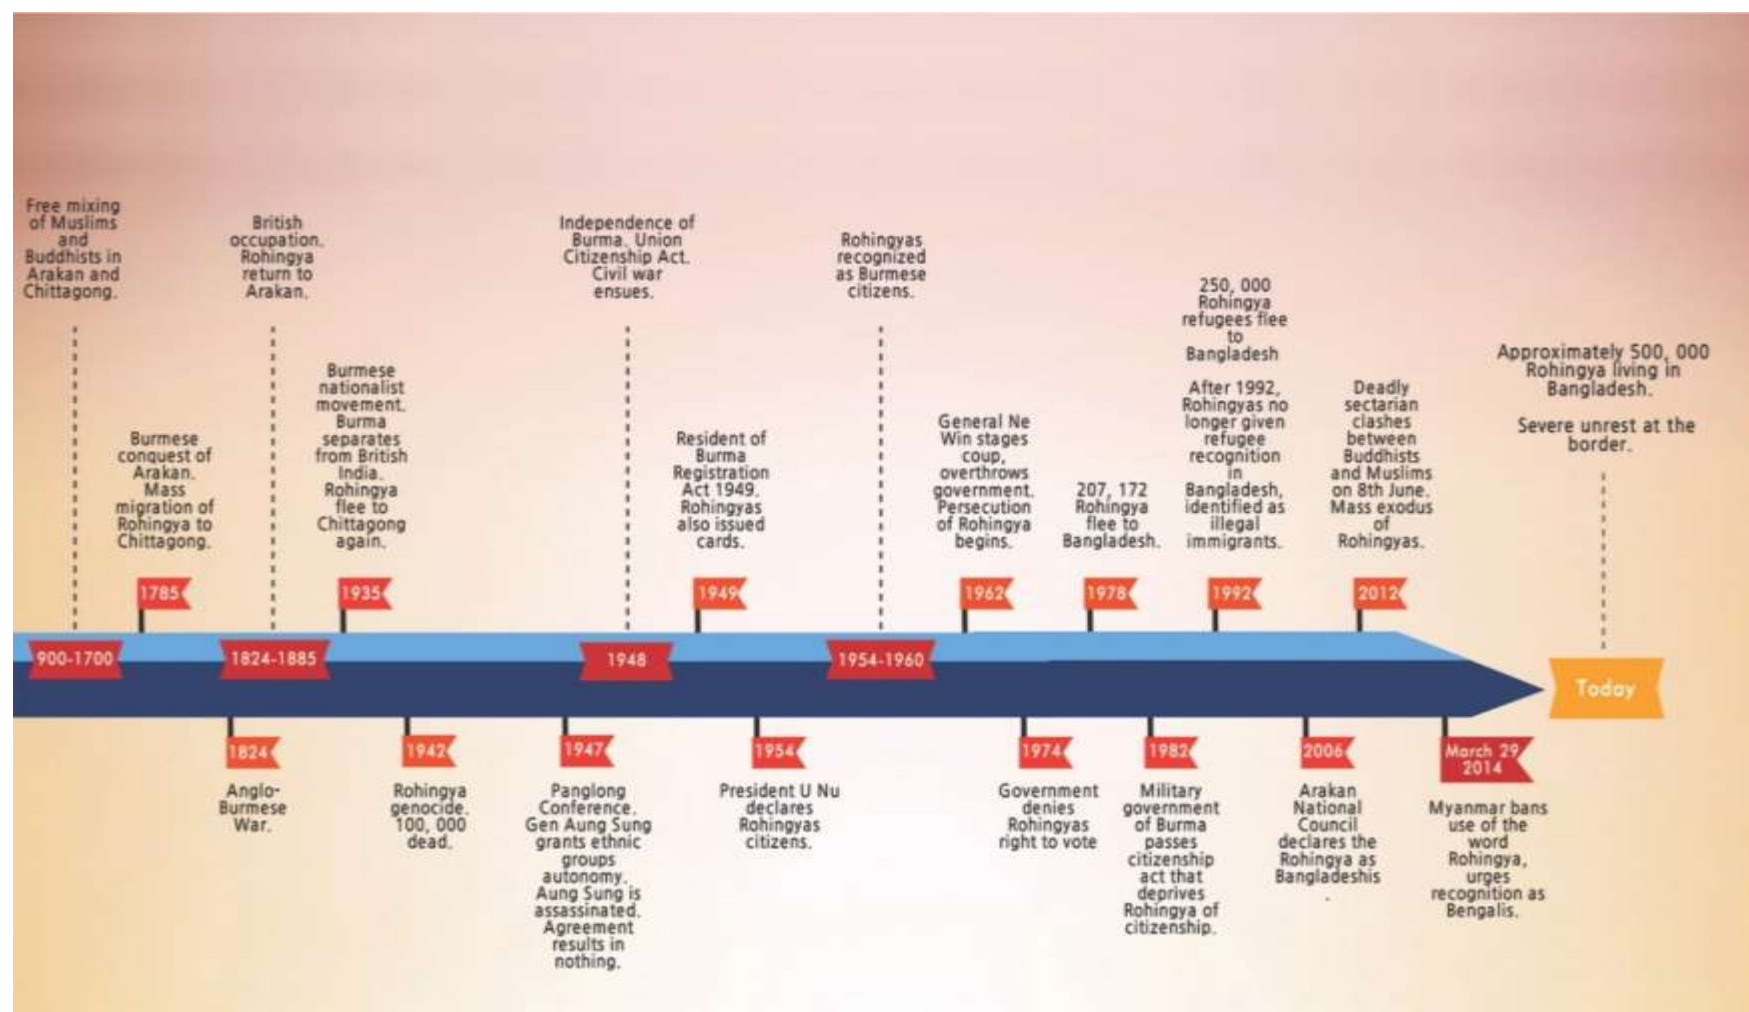 Free mixing
of Muslims
and
Buddhists in
Arakan and
Chittagong.
British
occupation.
Rohingya
return to
Arakan.
Independence of
Burma. Union
Citizenship Act.
Civil war
ensues.
Rohingyas
recognized
as Burmese
citizens.
250, 000
Rohingya
refugees flee
to
Bangladesh
After 1992,
Rohingyas no
longer given
refugee
recognition
in
Bangladesh,
identified as
illegal
immigrants.
Approximately 500, 000
Rohingya living in
Bangladesh.
Severe unrest at the
border.
Burmese
conquest of
Arakan.
Mass
migration of
Rohingya to
Chittagong.
Burmese
nationalist
movement.
Burma
separates
from British
India.
Rohingya
flee to
Chittagong
again.
Resident of
Burma
Registration
Act 1949.
Rohingyas
also issued
cards.
General Ne
Win stages
coup,
overthrows
government.
Persecution
of Rohingya
begins.
207, 172
Rohingya
flee to
Bangladesh.
Deadly
sectarian
clashes
between
Buddhists
and Muslims
on 8th June.
Mass exodus
of
Rohingyas.
1785
1935
1949
1962
1978
1992
2012
900-1700
1824-1885
1948
1954-1960
Today
1824
1942
1947
1954
1974
1982
2006
March 29
2014
Anglo-
Burmese
War.
Rohingya
genocide.
100, 000
dead.
Panglong
Conference.
Gen Aung Sung
grants ethnic
groups
autonomy.
Aung Sung is
assassinated.
Agreement
results in
nothing.
President U Nu
declares
Rohingyas
citizens.
Government
denies
Rohingyas
right to vote
Military
government
of Burma
passes
citizenship
act that
deprives
Rohingya of
citizenship.
Arakan
National
Council
declares the
Rohingya as
Bangladeshis
.
Myanmar bans
use of the
word
Rohingya,
urges
recognition as
Bengalis.